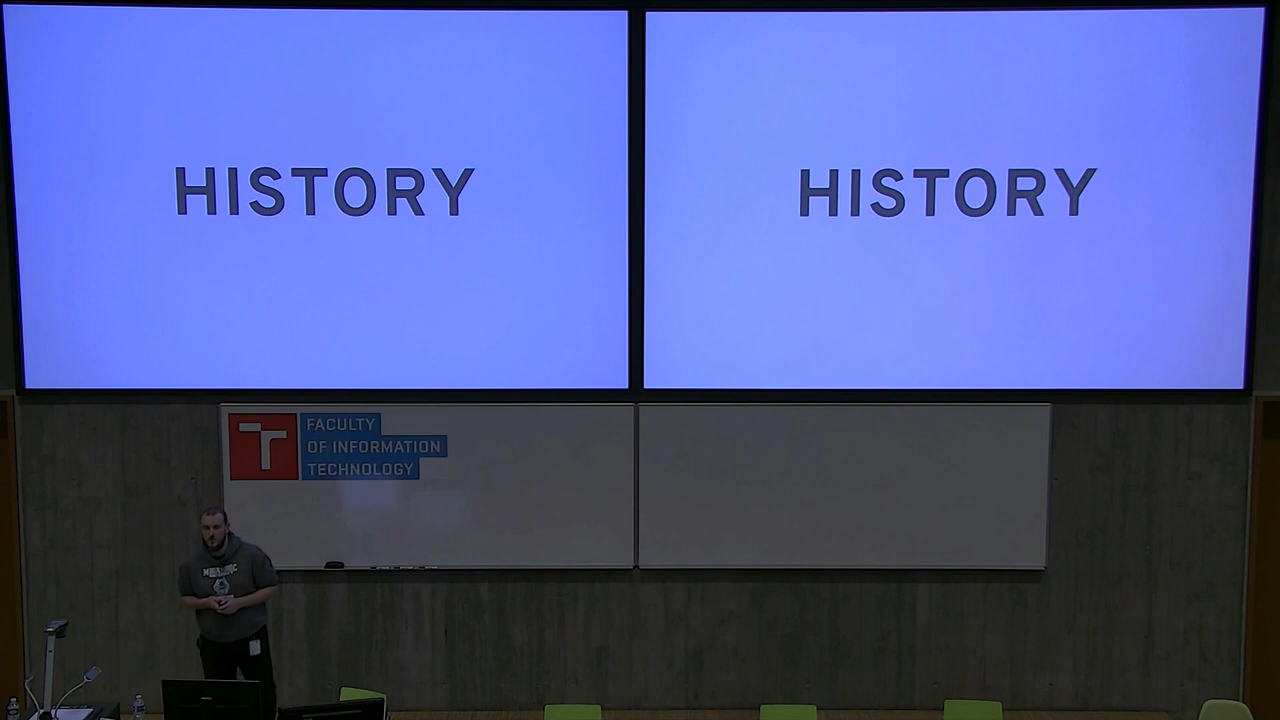 HISTORY
HISTORY
FACULTY
OF INFORMATION
TECHNOLOGY